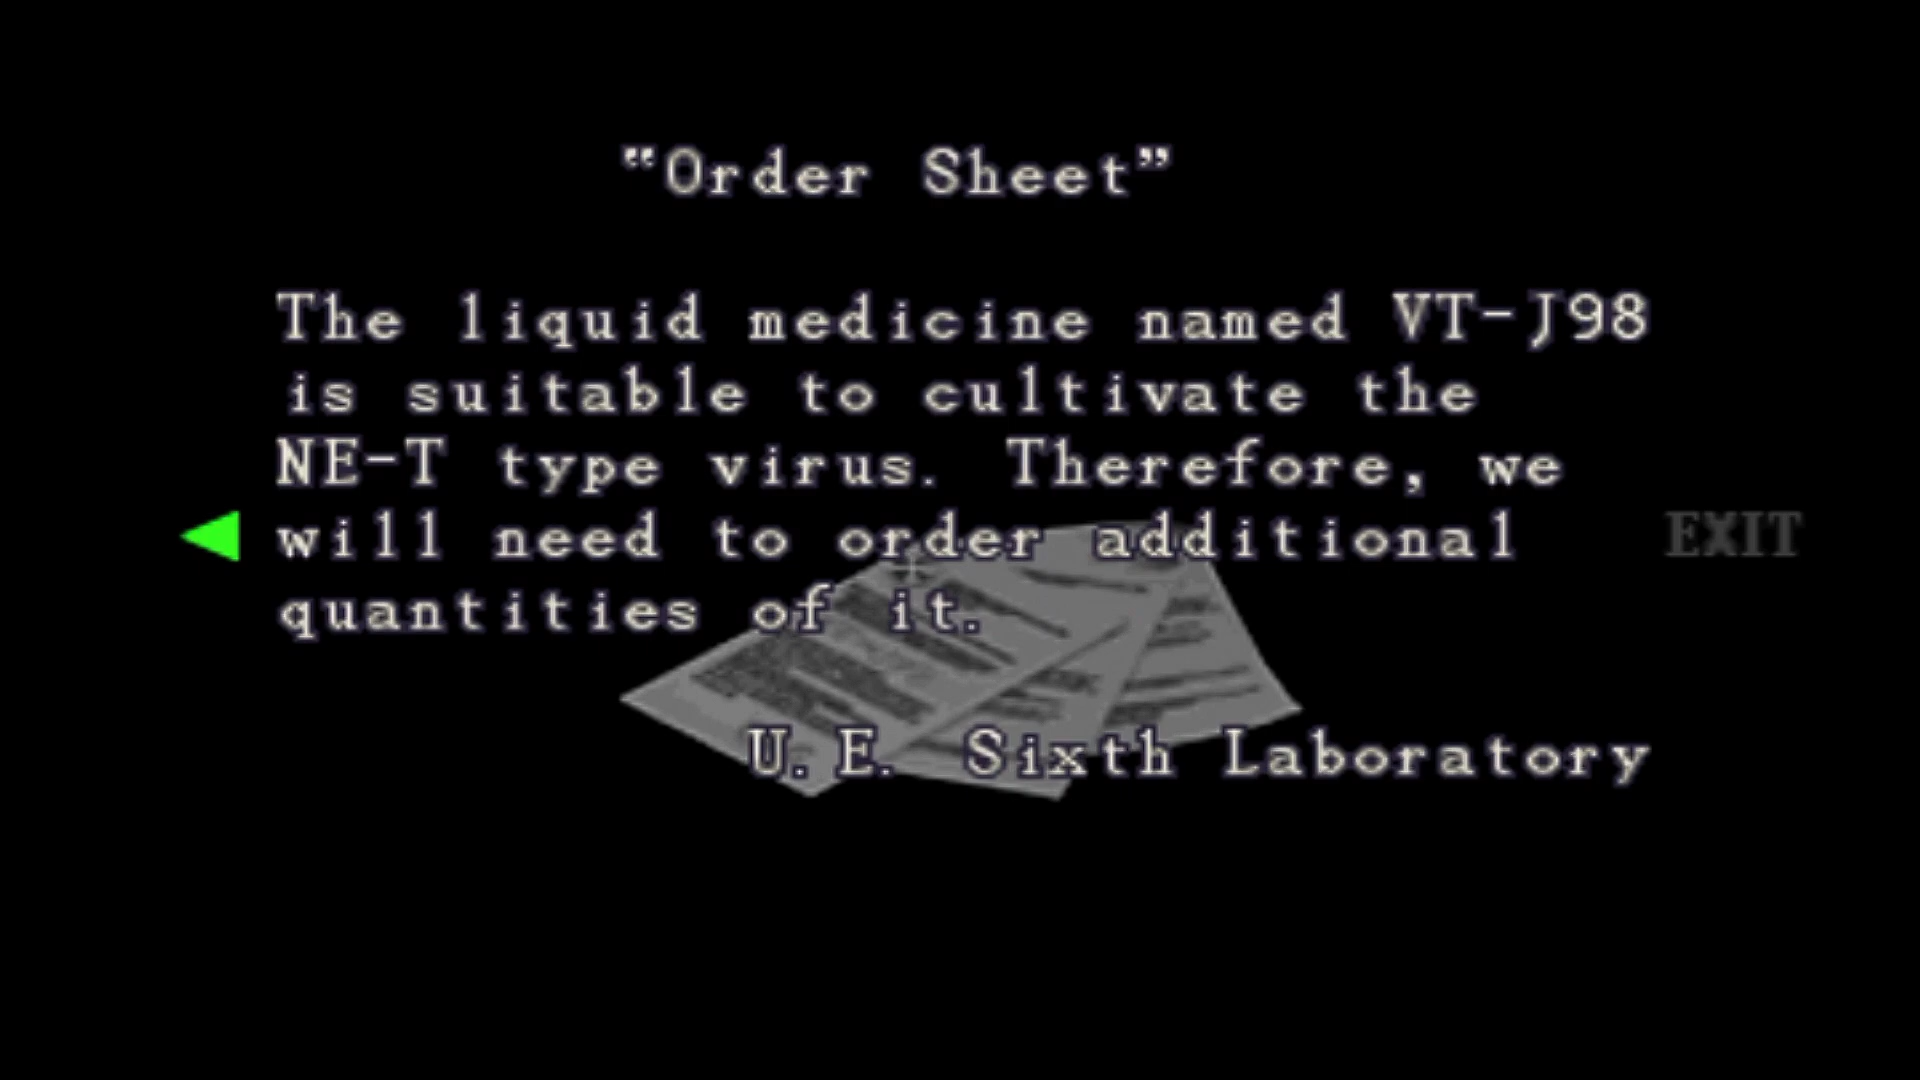 “Order Sheet”
The liquid medicine named VT-J98
is suitable to cultivate the
NE-T type virus. Therefore, we
will need to order additional
quantities of it.
EXIT
U.E. Sixth Laboratory